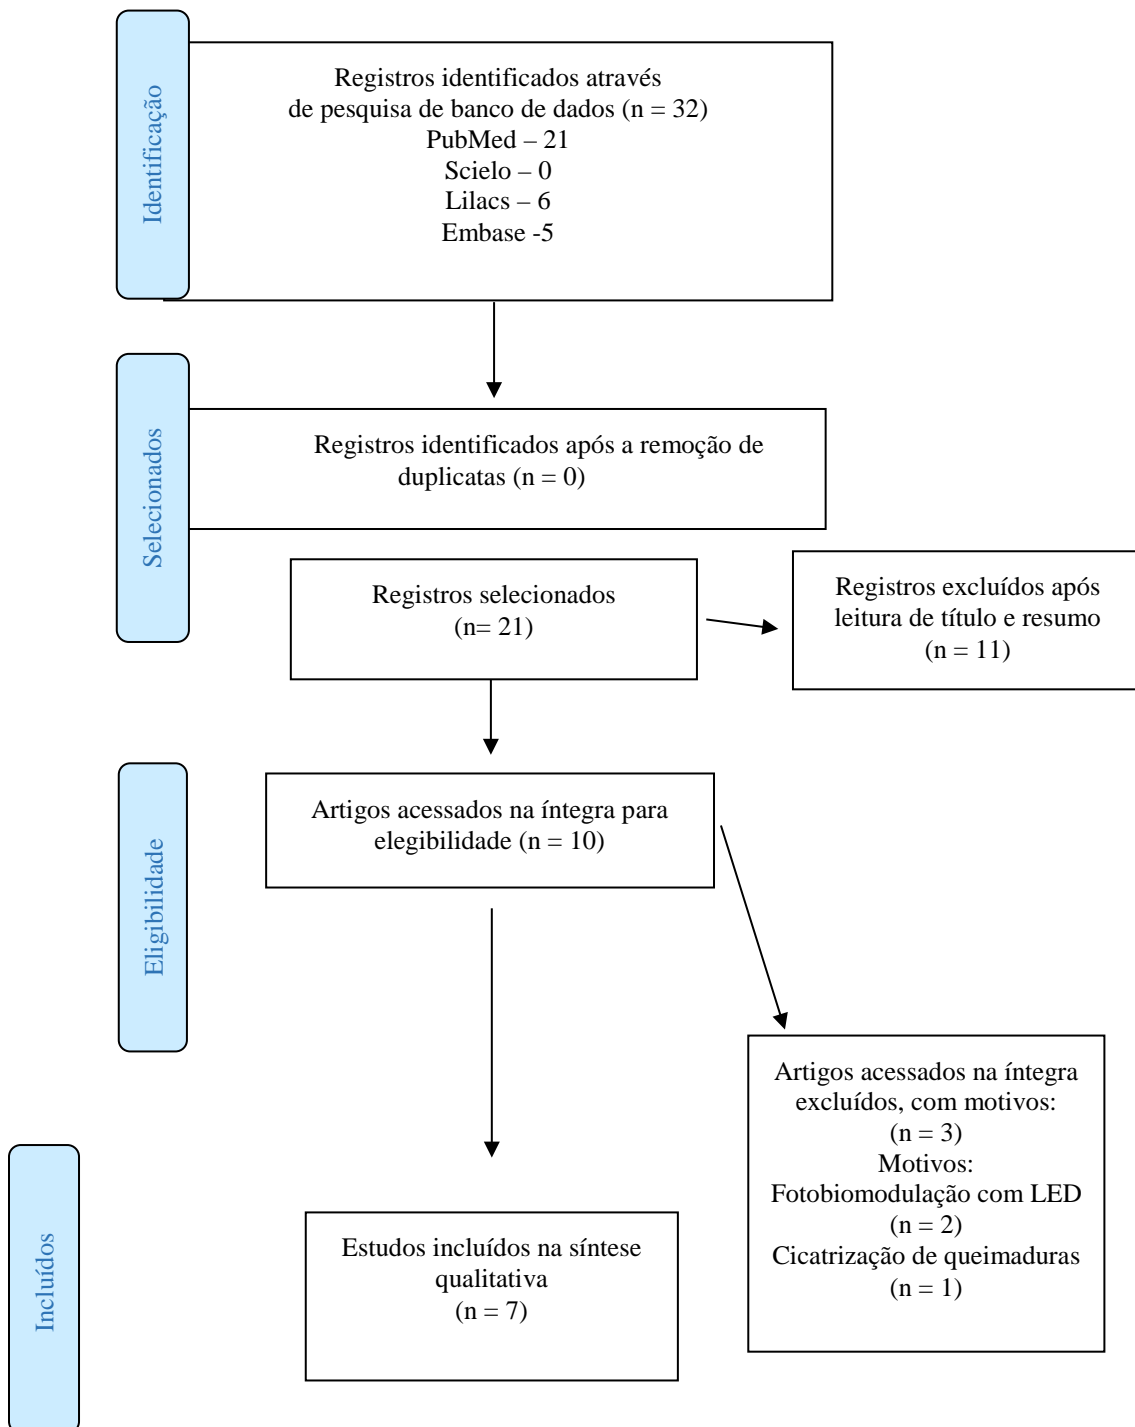 Identificação
Registros identificados através
de pesquisa de banco de dados (n = 32)
PubMed – 21
Scielo – 0
Lilacs – 6
Embase -5
Selecionados
Registros identificados após a remoção de
duplicatas (n = 0)
Registros selecionados
(n= 21)
Registros excluídos após
leitura de título e resumo
(n = 11)
Eligibilidade
Artigos acessados na íntegra para
elegibilidade (n = 10)
Artigos acessados na íntegra
excluídos, com motivos:
(n = 3)
Motivos:
Fotobiomodulação com LED
(n = 2)
Cicatrização de queimaduras
(n = 1)
Incluídos
Estudos incluídos na síntese
qualitativa
(n = 7)